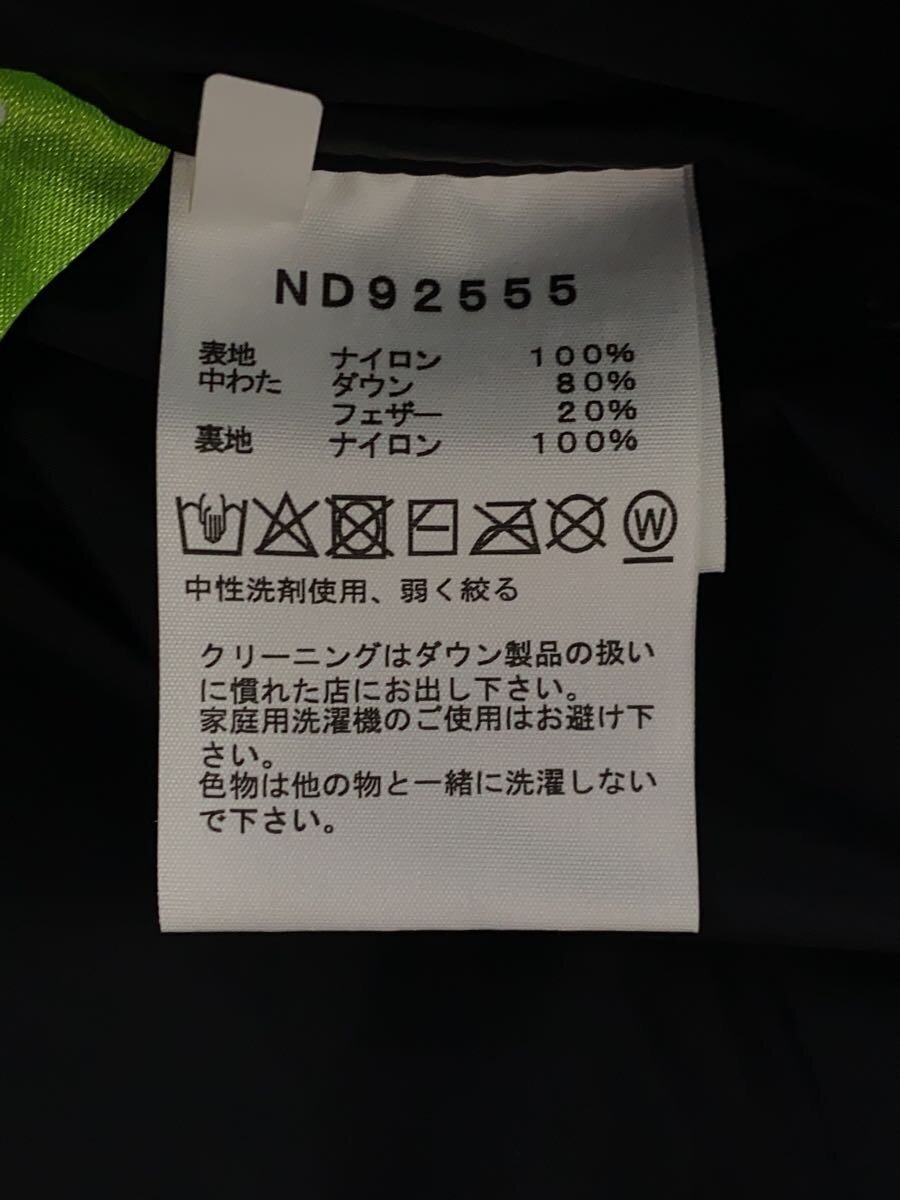 ND92555
表地 ナイロン 100%
中わた ダウン 80%
フェザー 20%
裏地 ナイロン 100%
W
中性洗剤使用、弱く絞る
クリーニングはダウン製品の扱い
に慣れた店にお出し下さい。
家庭用洗濯機のご使用はお避け下
さい。
色物は他の物と一緒に洗濯しない
で下さい。